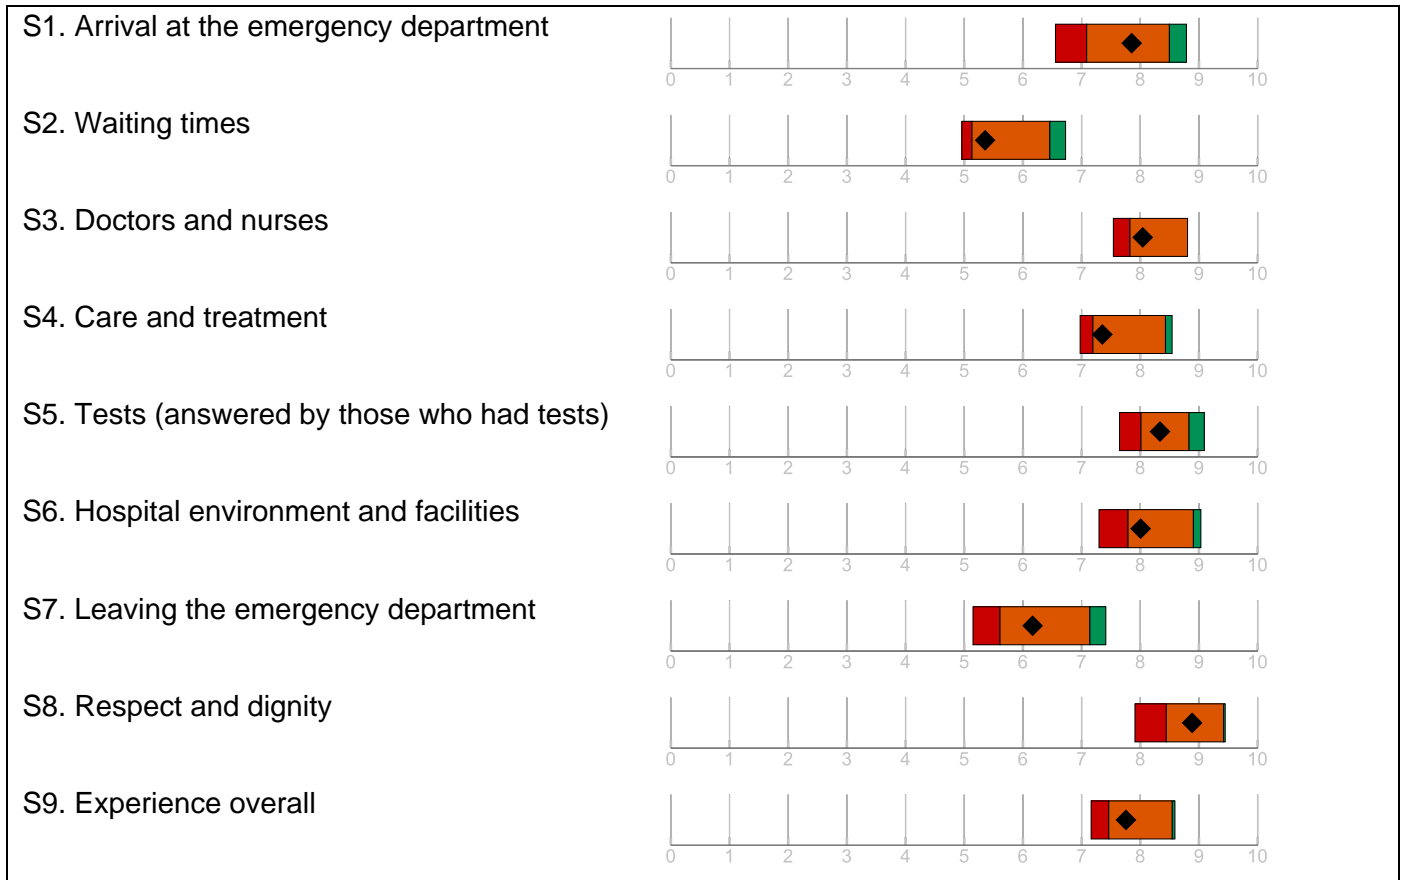 S1. Arrival at the emergency department
0 1 2 3 4 5 6 7 8 9 10
S2. Waiting times
0 1 2 3 4 5 6 7 8 9 10
S3. Doctors and nurses
0 1 2 3 4 5 6 7 8 9 10
S4. Care and treatment
0 1 2 3 4 5 6 7 8 9 10
S5. Tests (answered by those who had tests)
0 1 2 3 4 5 6 7 8 9 10
S6. Hospital environment and facilities
0 1 2 3 4 5 6 7 8 9 10
S7. Leaving the emergency department
0 1 2 3 4 5 6 7 8 9 10
S8. Respect and dignity
0 1 2 3 4 5 6 7 8 9 10
S9. Experience overall
0 1 2 3 4 5 6 7 8 9 10